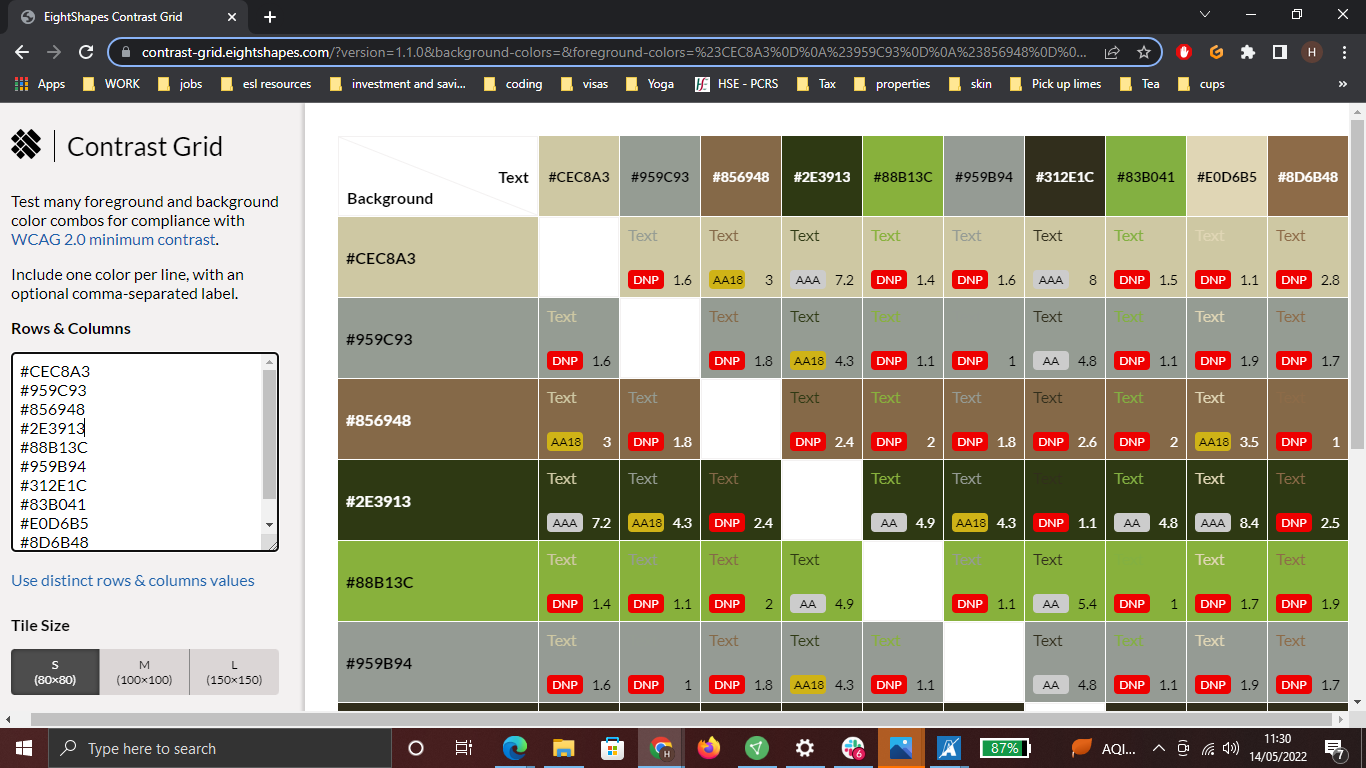 EightShapes Contrast Grid
contrast-grid.eightshapes.com/?version=1.1.0&background-colors=&foreground-colors=%23CEC8A3%0D%0A%23959C93%0D%0A%23856948%0D%0...
H
Apps WORK jobs esl resources investment and savi... coding visas Yoga HSE - PCRS Tax properties skin Pick up limes Tea cups »
Contrast Grid
Test many foreground and background
color combos for compliance with
WCAG 2.0 minimum contrast.
Include one color per line, with an
optional comma-separated label.
Rows & Columns
#CEC8A3
#959C93
#856948
#2E3913
#88B13C
#959B94
#312E1C
#83B041
#E0D6B5
#8D6B48
Use distinct rows & columns values
Tile Size
S M L
(80×80) (100×100) (150×150)
Text
Background
#CEC8A3 #959C93 #856948 #2E3913 #88B13C #959B94 #312E1C #83B041 #E0D6B5 #8D6B48
#CEC8A3
Text Text Text Text Text Text Text Text Text
DNP 1.6 AA18 3 AAA 7.2 DNP 1.4 DNP 1.6 AAA 8 DNP 1.5 DNP 1.1 DNP 2.8
#959C93
Text Text Text Text Text Text Text Text
DNP 1.6 DNP 1.8 AA18 4.3 DNP 1.1 DNP 1 AA 4.8 DNP 1.1 DNP 1.9 DNP 1.7
#856948
Text Text Text Text Text Text Text Text
AA18 3 DNP 1.8 DNP 2.4 DNP 2 DNP 1.8 DNP 2.6 DNP 2 AA18 3.5 DNP 1
#2E3913
Text Text Text Text Text Text Text Text
AAA 7.2 AA18 4.3 DNP 2.4 AA 4.9 AA18 4.3 DNP 1.1 AA 4.8 AAA 8.4 DNP 2.5
#88B13C
Text Text Text Text Text Text Text Text
DNP 1.4 DNP 1.1 DNP 2 AA 4.9 DNP 1.1 AA 5.4 DNP 1 DNP 1.7 DNP 1.9
#959B94
Text Text Text Text Text Text Text Text
DNP 1.6 DNP 1 DNP 1.8 AA18 4.3 DNP 1.1 AA 4.8 DNP 1.1 DNP 1.9 DNP 1.7
Type here to search
6
87%
AQI...
11:30
14/05/2022
7